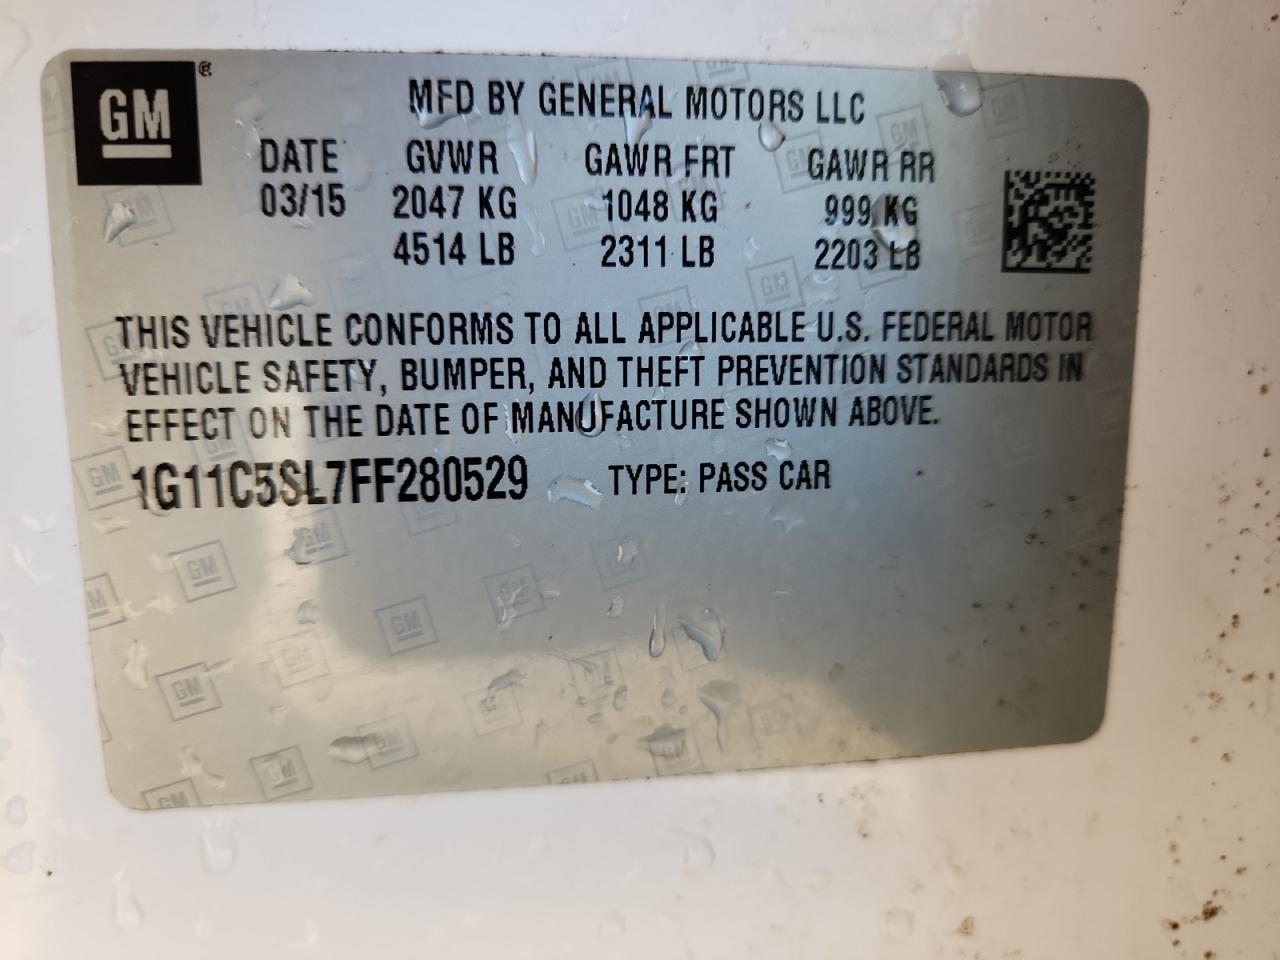 GM
MFD BY GENERAL MOTORS LLC
DATE GVWR GAWR FRT GAWR RR
03/15 2047 KG 1048 KG 999 KG
4514 LB 2311 LB 2203 LB
THIS VEHICLE CONFORMS TO ALL APPLICABLE U.S. FEDERAL MOTOR
VEHICLE SAFETY, BUMPER, AND THEFT PREVENTION STANDARDS IN
EFFECT ON THE DATE OF MANUFACTURE SHOWN ABOVE.
1G11C5SL7FF280529 TYPE: PASS CAR